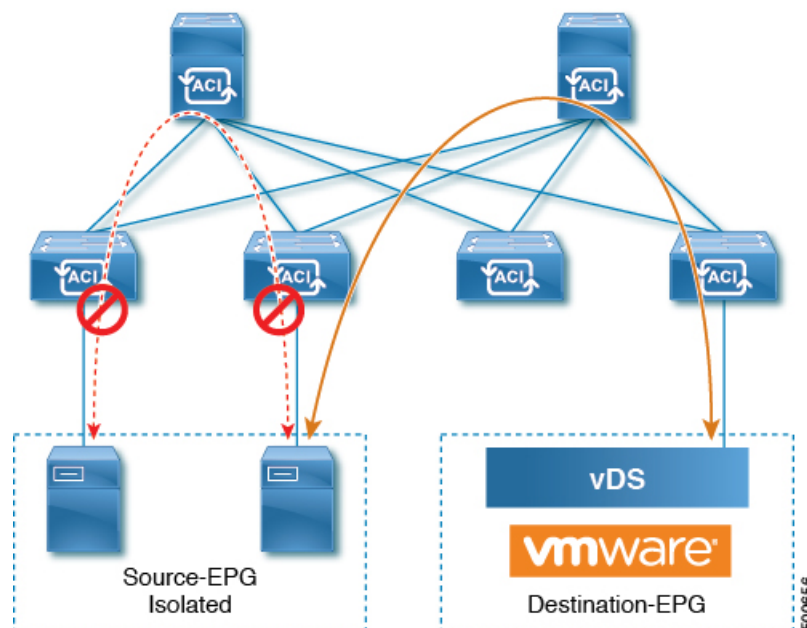 ACI
ACI
ACI
ACI
ACI
ACI
vDS
vmware®
Source-EPG
Isolated
Destination-EPG